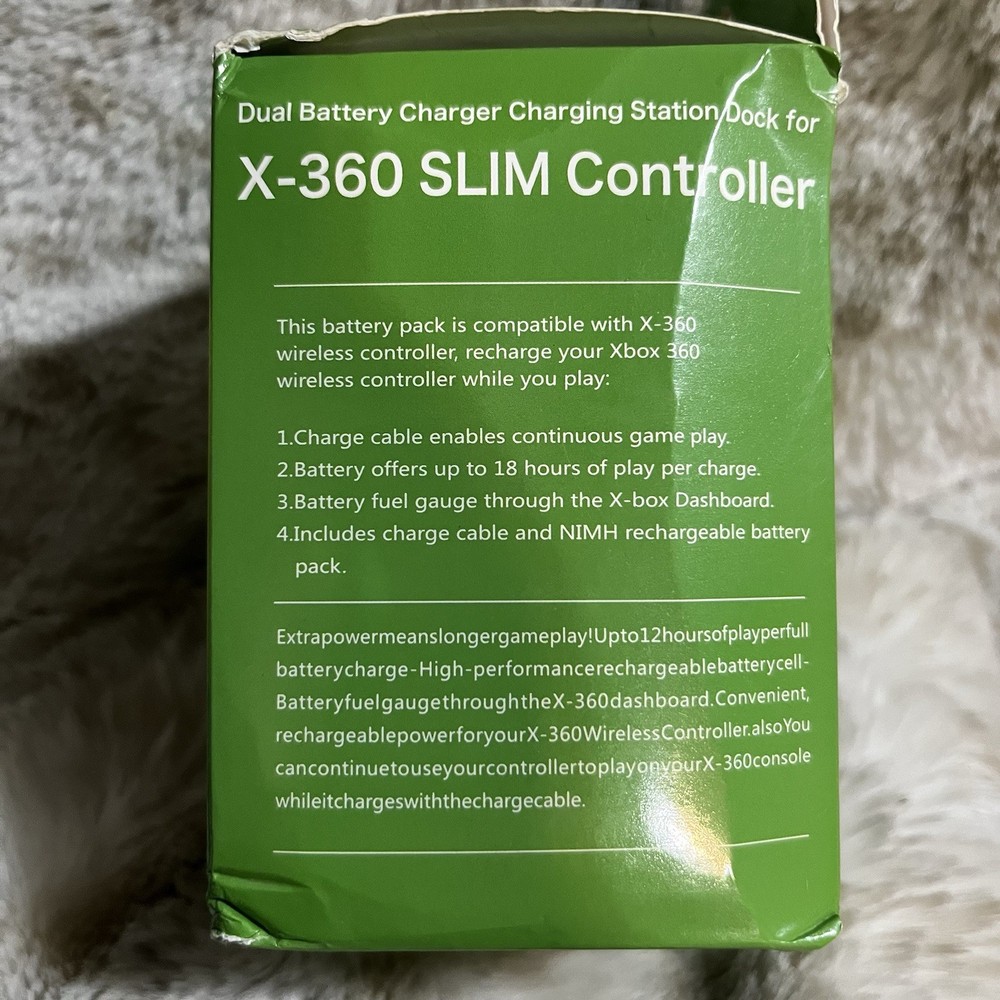 Dual Battery Charger Charging Station Dock for
X-360 SLIM Controller
This battery pack is compatible with X-360
wireless controller, recharge your Xbox 360
wireless controller while you play:
1.Charge cable enables continuous game play.
2.Battery offers up to 18 hours of play per charge.
3.Battery fuel gauge through the X-box Dashboard.
4.Includes charge cable and NIMH rechargeable battery
pack.
Extrapowermeanslongergameplay!Upto12hoursofplayperfull
batterycharge-High-performancerechargeablebatterycell-
BatteryfuelgaugethroughtheX-360dashboard.Convenient,
rechargeablepowerforyourX-360WirelessController.alsoYou
cancontinuetouseyourcontrollertoplayonyourX-360console
whileitchargeswiththechargecable.